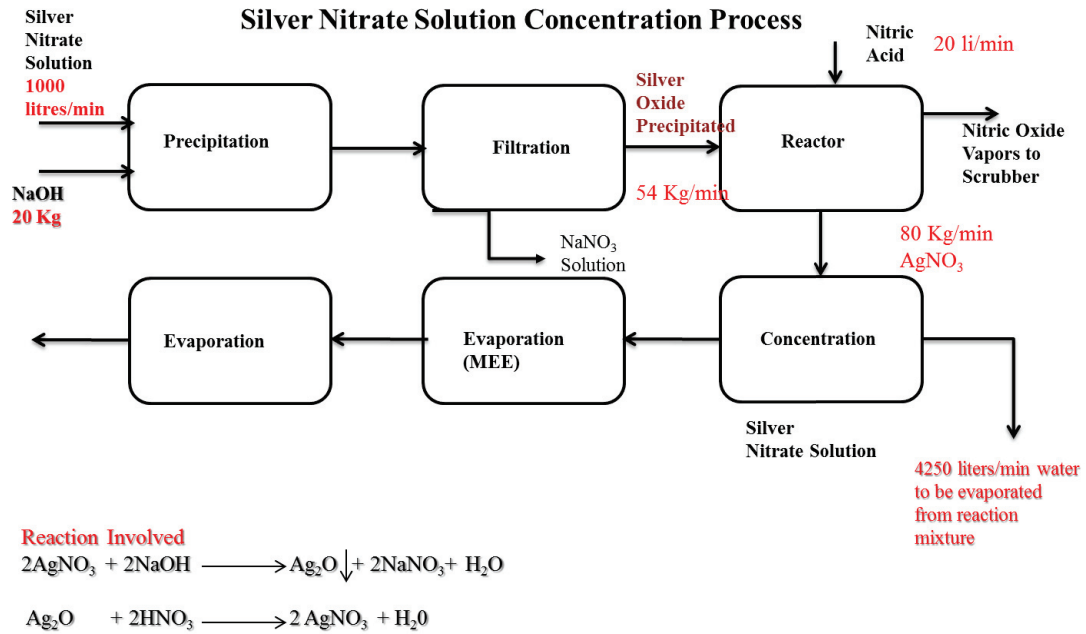 Silver Nitrate Solution Concentration Process
Silver
Nitrate
Solution
1000
litres/min
NaOH
20 Kg
Precipitation
Filtration
NaNO₃
Solution
Silver
Oxide
Precipitated
54 Kg/min
Nitric
Acid
20 li/min
Reactor
Nitric Oxide
Vapors to
Scrubber
80 Kg/min
AgNO₃
Evaporation
Evaporation
(MEE)
Concentration
Silver
Nitrate Solution
4250 liters/min water
to be evaporated
from reaction
mixture
Reaction Involved
2AgNO₃ + 2NaOH ⟶ Ag₂O ↓ + 2NaNO₃+ H₂O
Ag₂O + 2HNO₃ ⟶ 2 AgNO₃ + H₂0